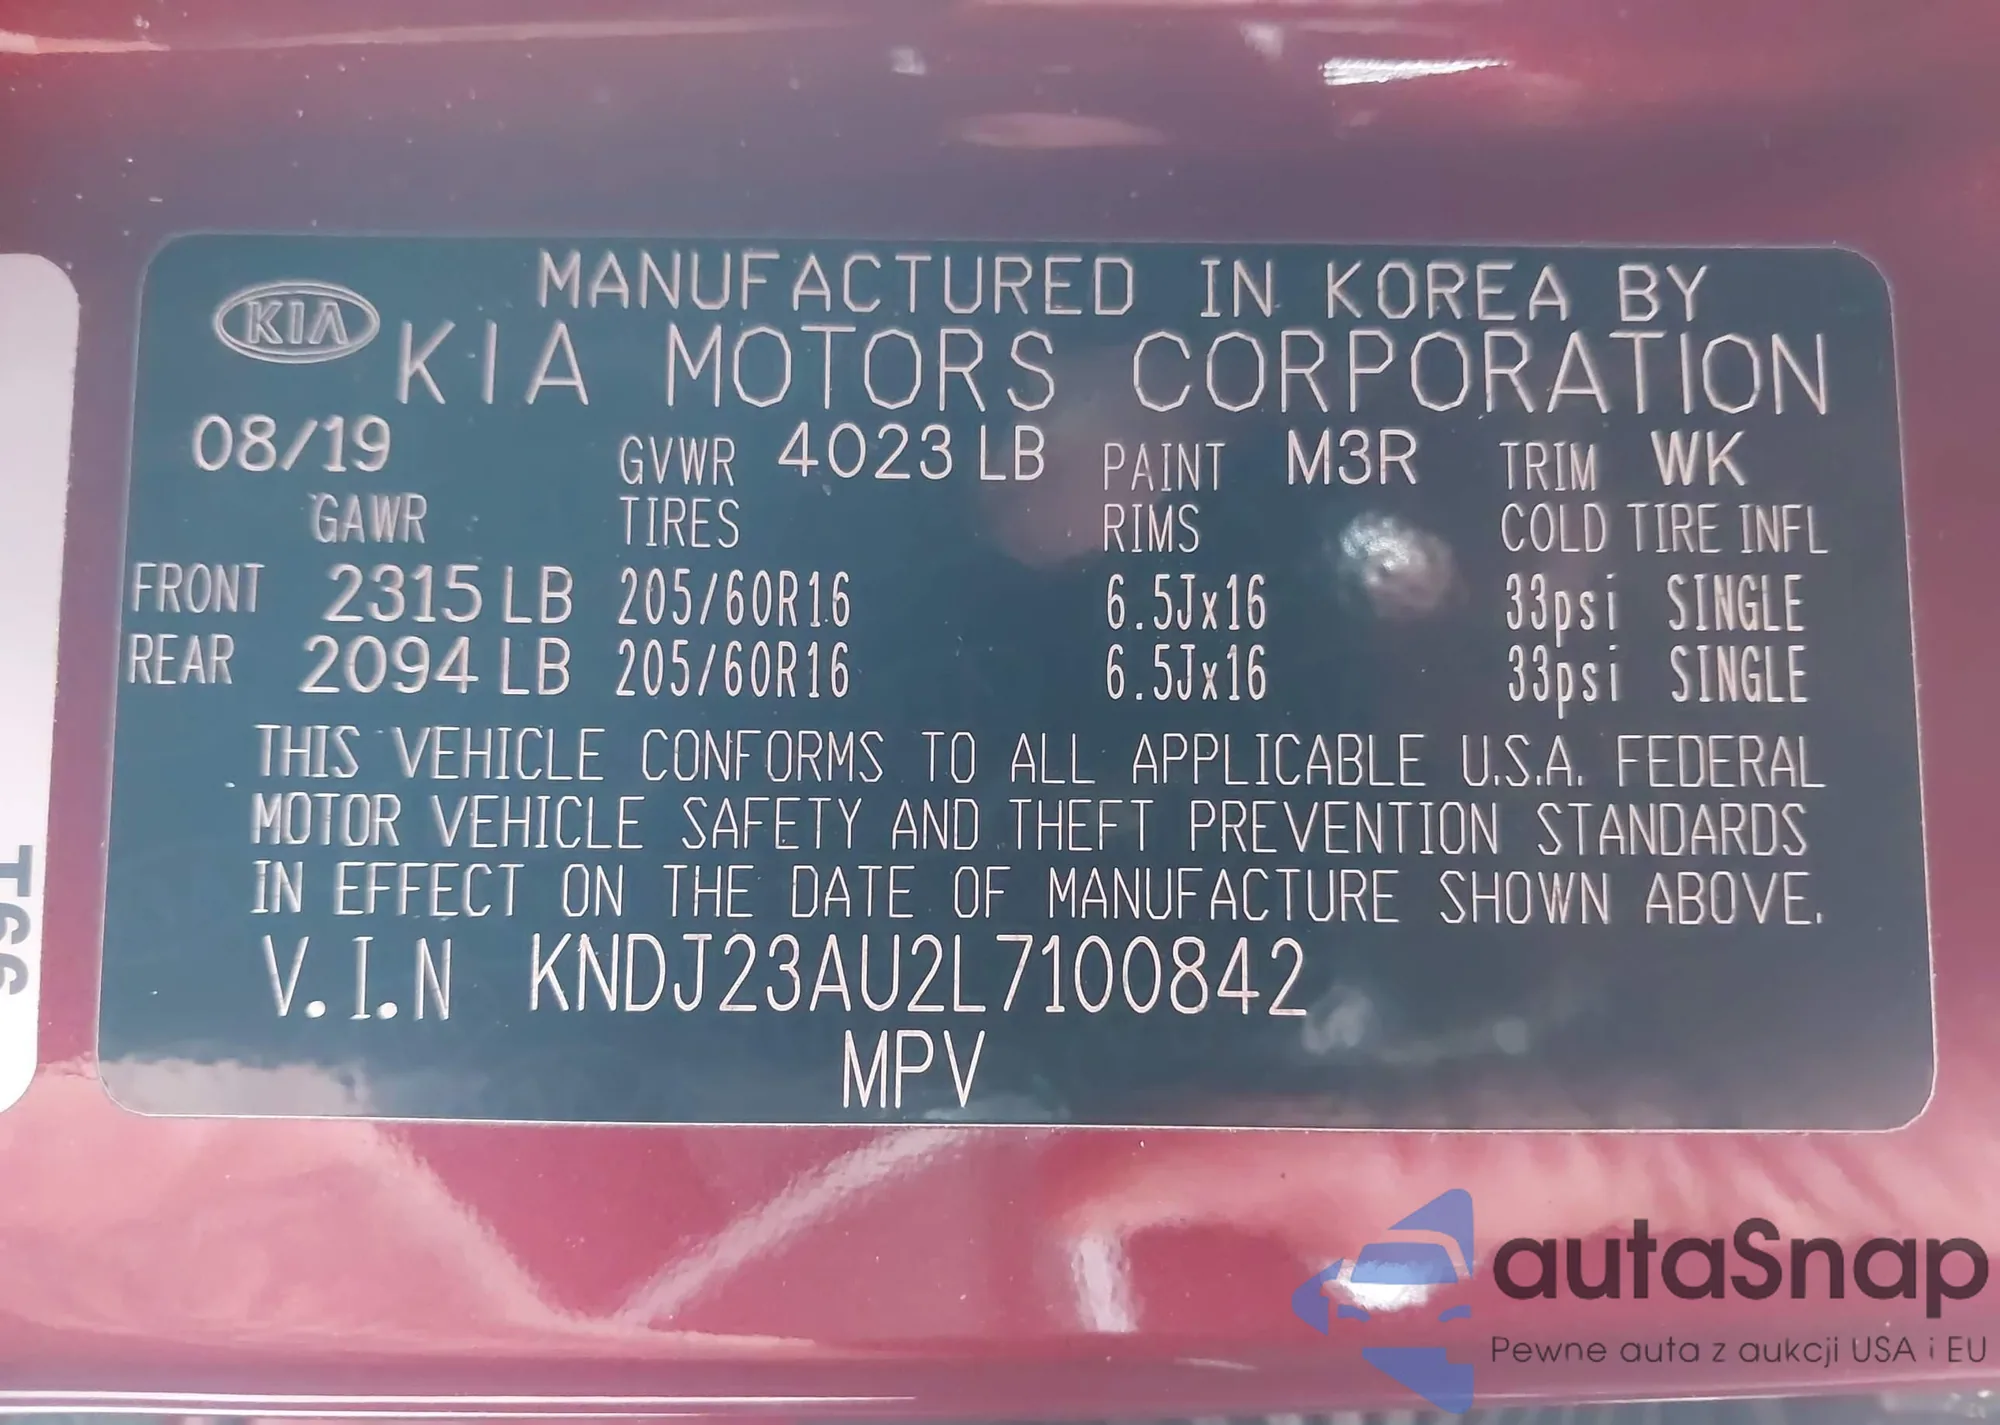 MANUFACTURED IN KOREA BY
KIA KIA MOTORS CORPORATION
08/19 GVWR 4023 LB PAINT M3R TRIM WK
GAWR TIRES RIMS COLD TIRE INFL
FRONT 2315 LB 205/60R16 6.5Jx16 33psi SINGLE
REAR 2094 LB 205/60R16 6.5Jx16 33psi SINGLE
THIS VEHICLE CONFORMS TO ALL APPLICABLE U.S.A. FEDERAL
MOTOR VEHICLE SAFETY AND THEFT PREVENTION STANDARDS
IN EFFECT ON THE DATE OF MANUFACTURE SHOWN ABOVE.
V.I.N KNDJ23AU2L7100842
MPV
autaSnap
Pewne auta z aukcji USA i EU